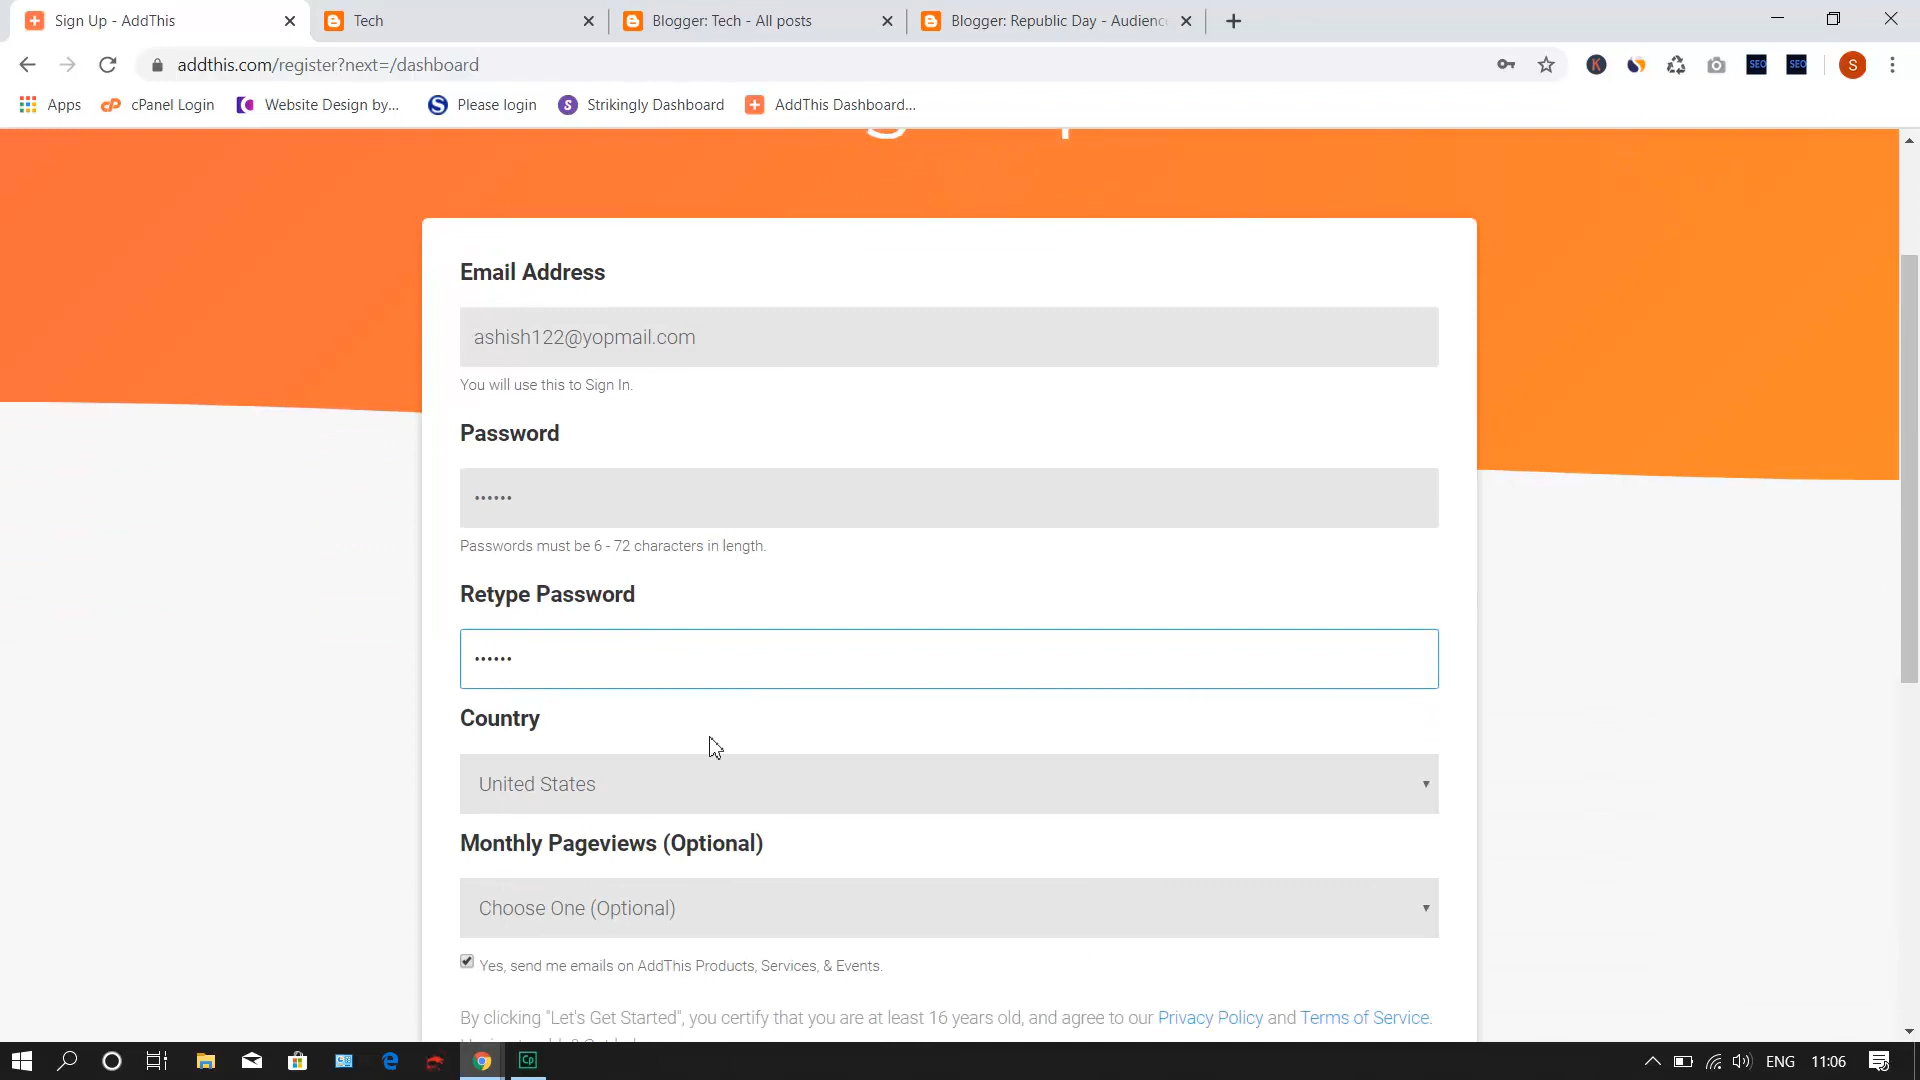 Sign Up - AddThis
Tech
Blogger: Tech - All posts
Blogger: Republic Day - Audienc
addthis.com/register?next=/dashboard
K
SEO
SEO
S
Apps
cPanel Login
Website Design by...
Please login
Strikingly Dashboard
AddThis Dashboard...
Email Address
ashish122@yopmail.com
You will use this to Sign In.
Password
••••••
Passwords must be 6 - 72 characters in length.
Retype Password
••••••
Country
United States
Monthly Pageviews (Optional)
Choose One (Optional)
Yes, send me emails on AddThis Products, Services, & Events.
By clicking "Let's Get Started", you certify that you are at least 16 years old, and agree to our Privacy Policy and Terms of Service.
Cp
ENG
11:06